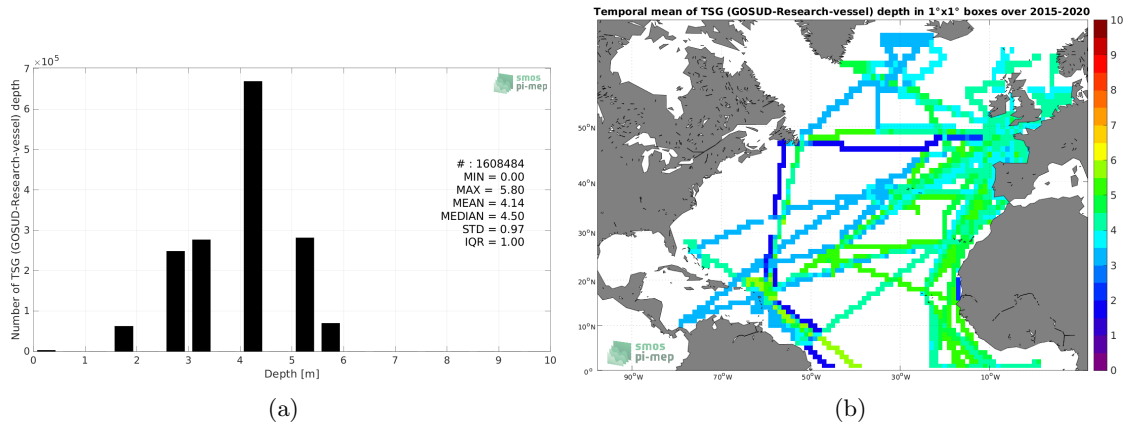 Temporal mean of TSG (GOSUD-Research-vessel) depth in 1°x1° boxes over 2015-2020
×10⁵
7
6
5
4
3
2
1
0
Number of TSG (GOSUD-Research-vessel) depth
smos
pi-mep
# : 1608484
MIN = 0.00
MAX = 5.80
MEAN = 4.14
MEDIAN = 4.50
STD = 0.97
IQR = 1.00
0 1 2 3 4 5 6 7 8 9 10
Depth [m]
(a)
50°N
40°N
30°N
20°N
10°N
0°
90°W 70°W 50°W 30°W 10°W
smos
pi-mep
10
9
8
7
6
5
4
3
2
1
0
(b)